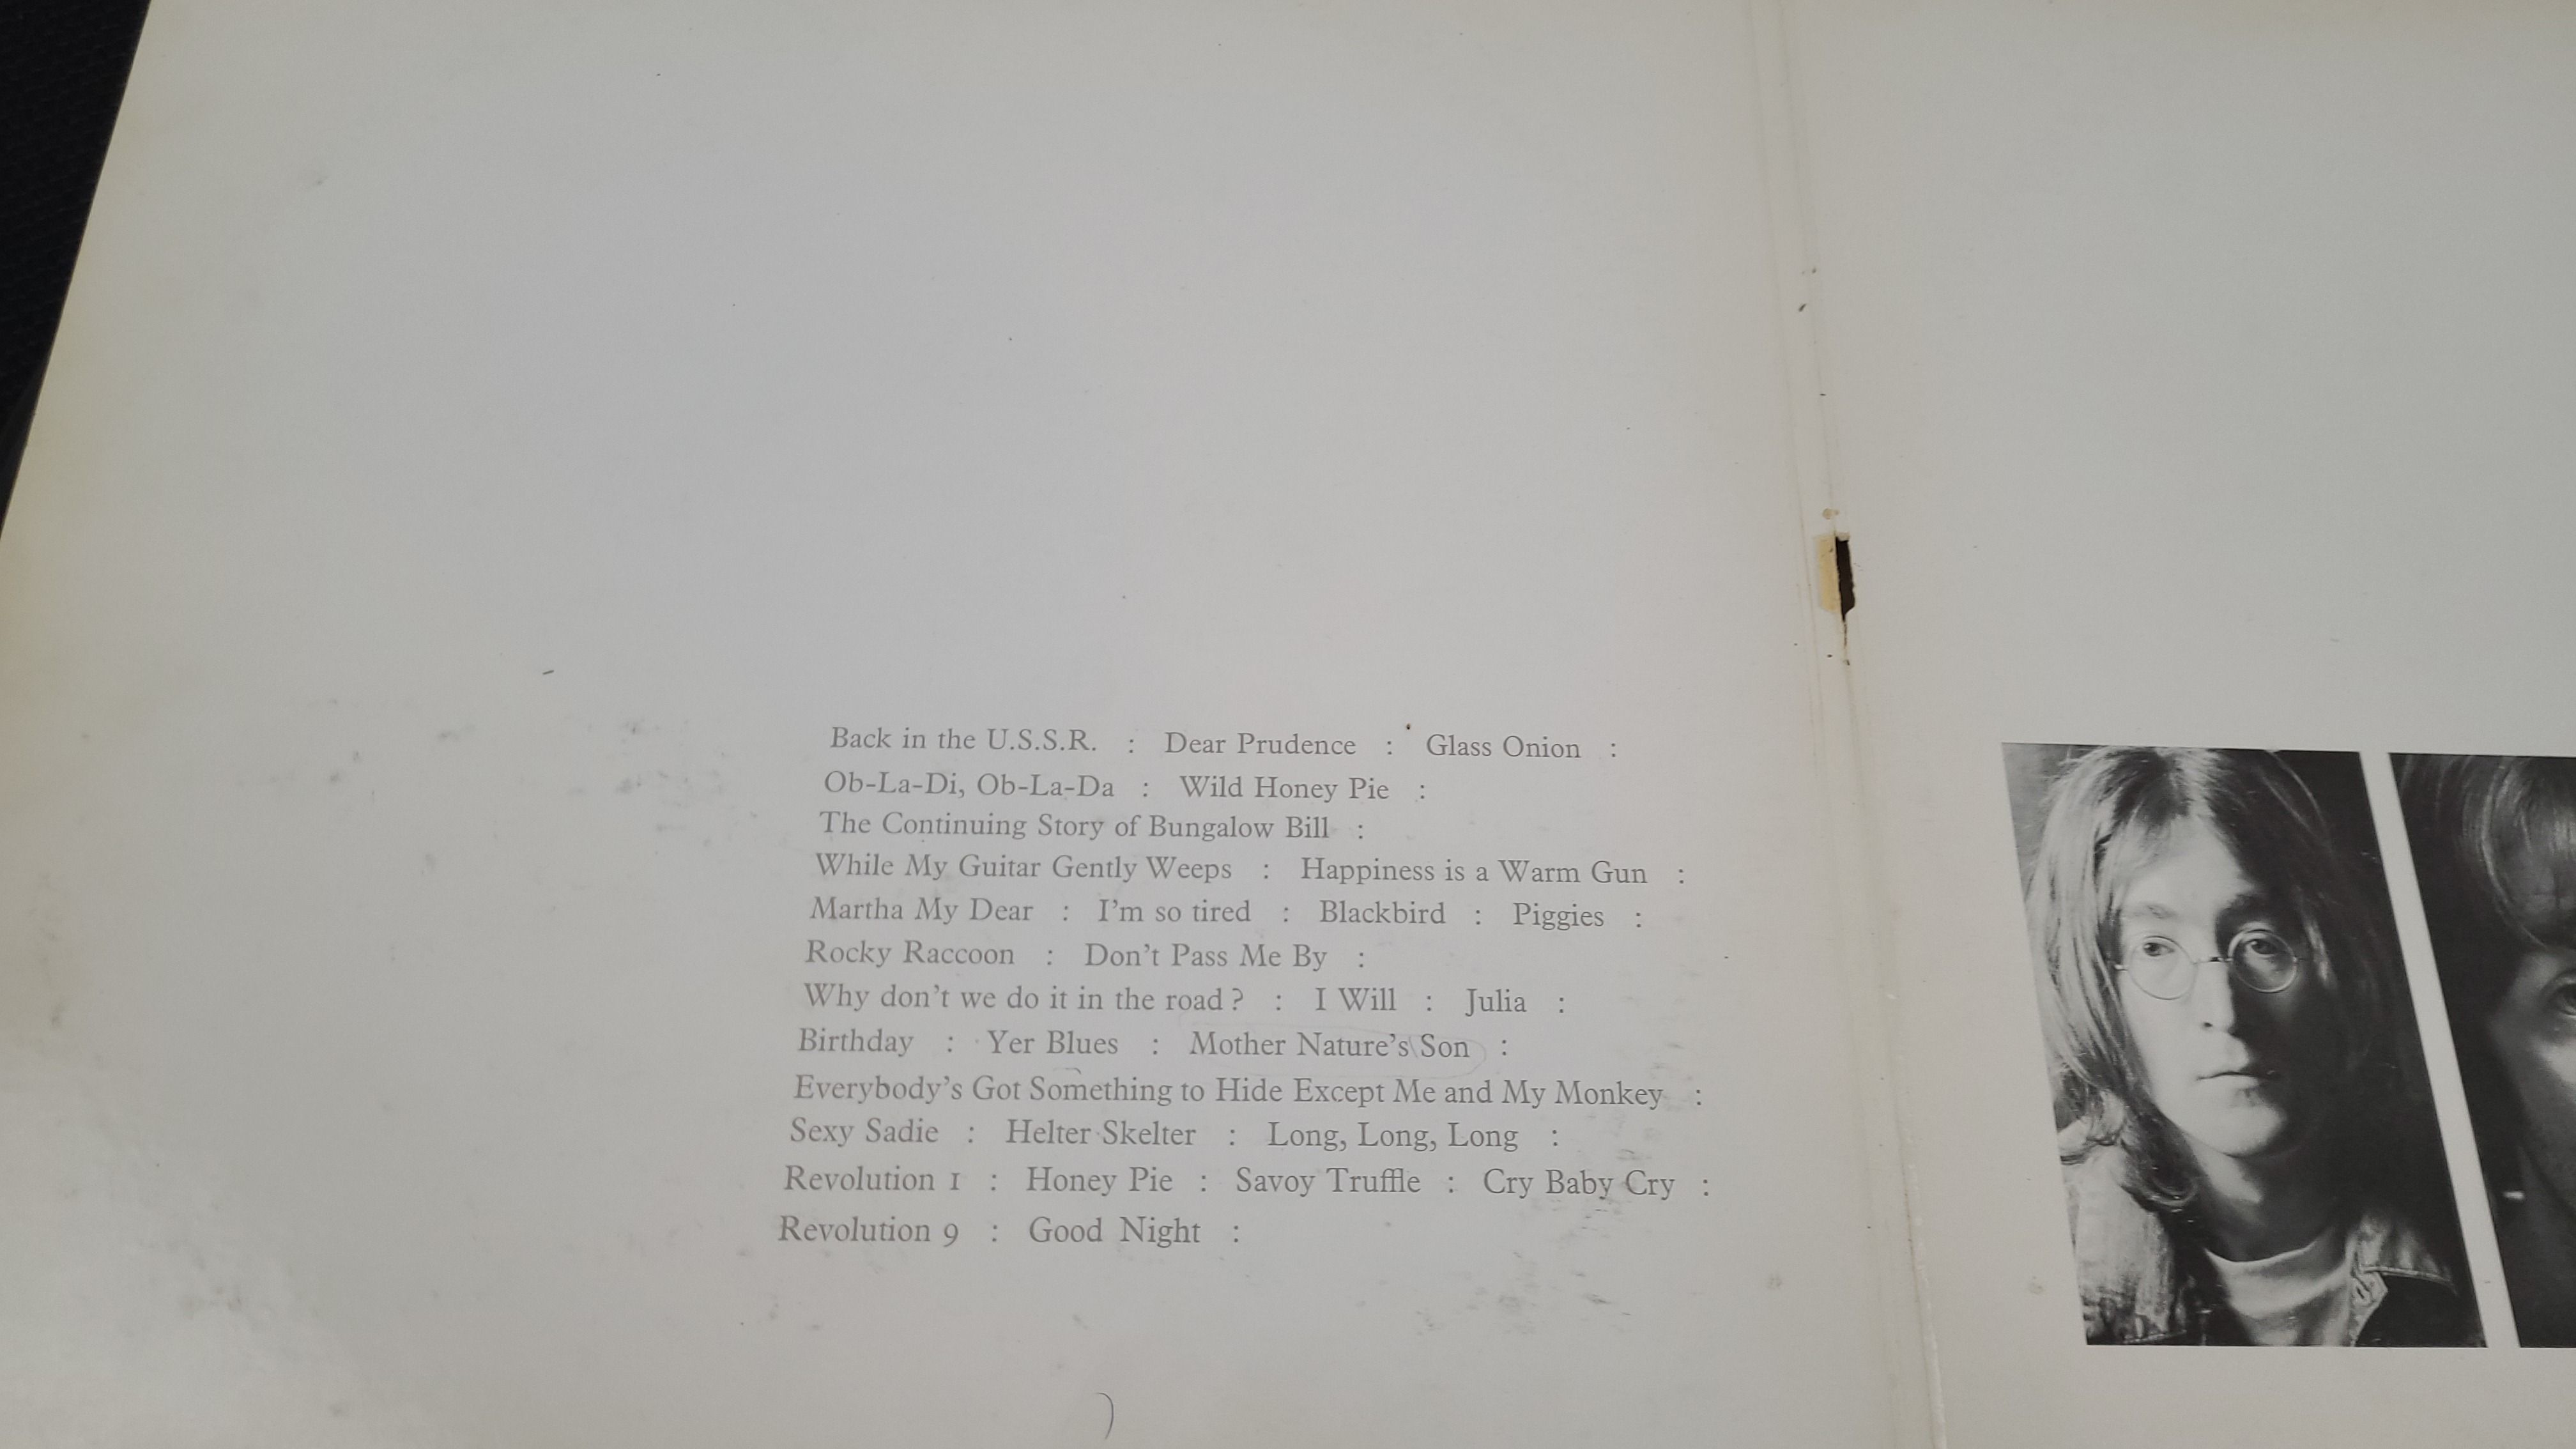 Back in the U.S.S.R. : Dear Prudence : Glass Onion :
Ob-La-Di, Ob-La-Da : Wild Honey Pie :
The Continuing Story of Bungalow Bill :
While My Guitar Gently Weeps : Happiness is a Warm Gun :
Martha My Dear : I'm so tired : Blackbird : Piggies :
Rocky Raccoon : Don't Pass Me By :
Why don't we do it in the road? : I Will : Julia :
Birthday : Yer Blues : Mother Nature's Son :
Everybody's Got Something to Hide Except Me and My Monkey :
Sexy Sadie : Helter Skelter : Long, Long, Long :
Revolution 1 : Honey Pie : Savoy Truffle : Cry Baby Cry :
Revolution 9 : Good Night :